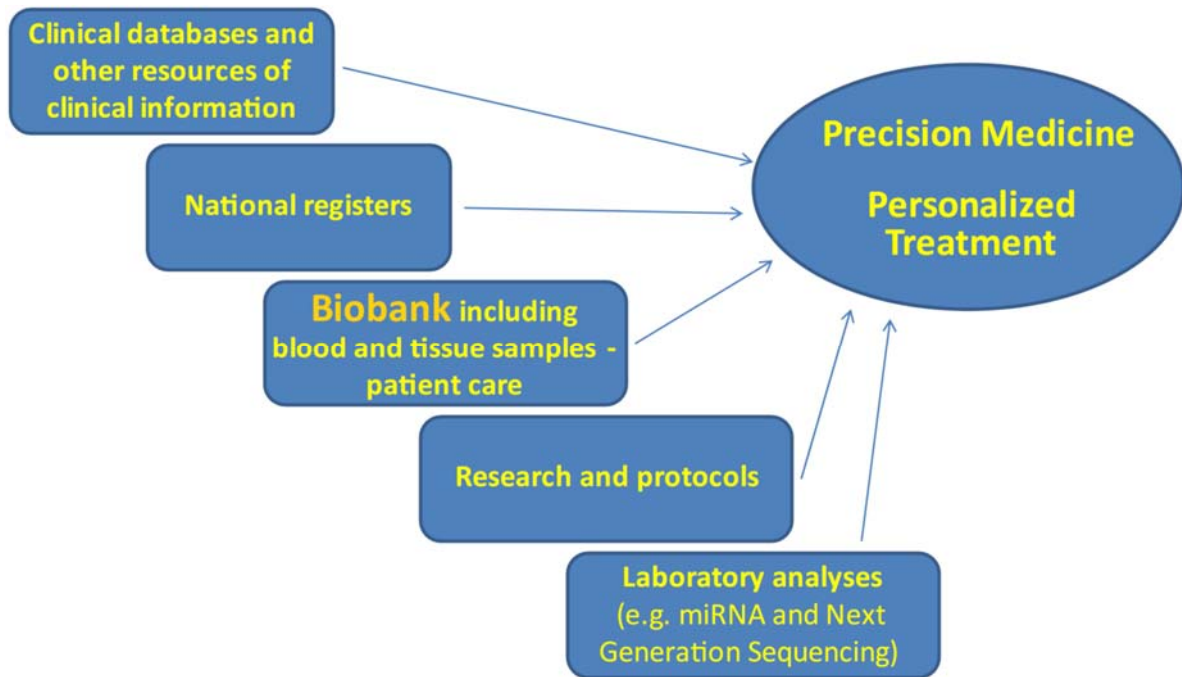 Clinical databases and
other resources of
clinical information
National registers
Biobank including
blood and tissue samples -
patient care
Research and protocols
Laboratory analyses
(e.g. miRNA and Next
Generation Sequencing)
Precision Medicine
Personalized
Treatment